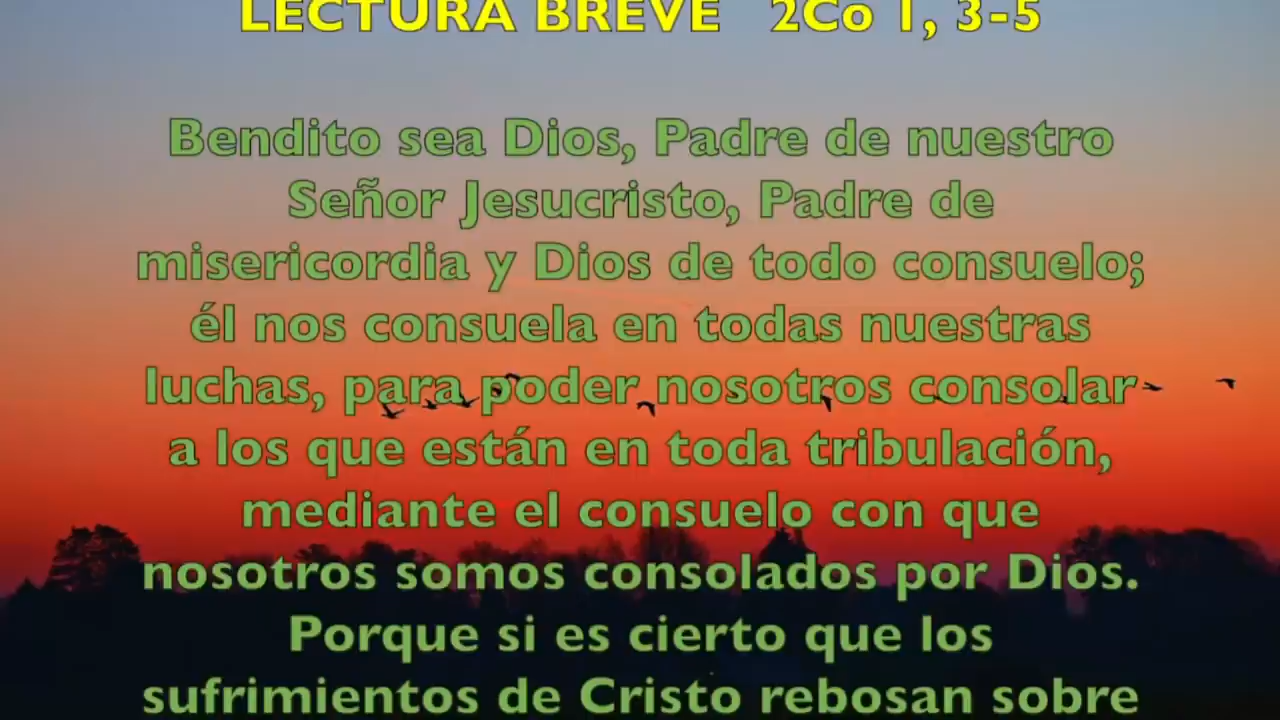 LECTURA BREVE 2Co 1, 3-5
Bendito sea Dios, Padre de nuestro
Señor Jesucristo, Padre de
misericordia y Dios de todo consuelo;
él nos consuela en todas nuestras
luchas, para poder nosotros consolar
a los que están en toda tribulación,
mediante el consuelo con que
nosotros somos consolados por Dios.
Porque si es cierto que los
sufrimientos de Cristo rebosan sobre